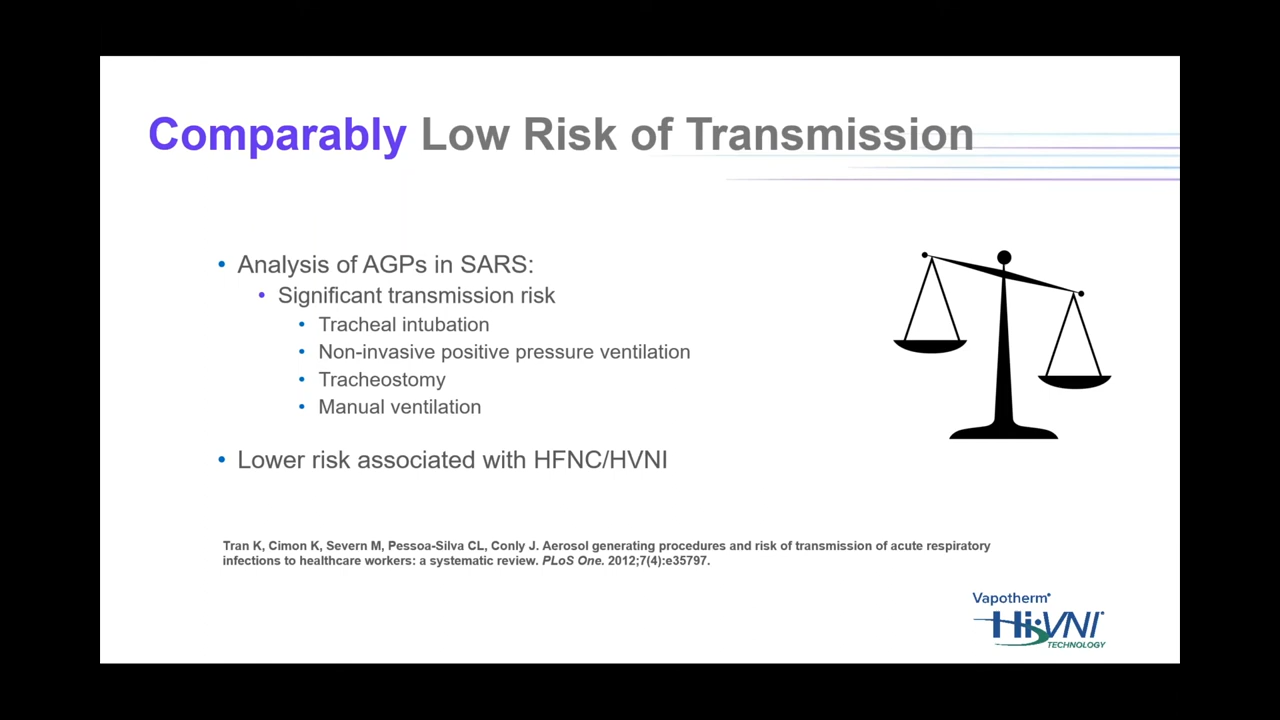 Comparably Low Risk of Transmission
• Analysis of AGPs in SARS:
• Significant transmission risk
• Tracheal intubation
• Non-invasive positive pressure ventilation
• Tracheostomy
• Manual ventilation
• Lower risk associated with HFNC/HVNI
Tran K, Cimon K, Severn M, Pessoa-Silva CL, Conly J. Aerosol generating procedures and risk of transmission of acute respiratory
infections to healthcare workers: a systematic review. PLoS One. 2012;7(4):e35797.
Vapotherm®
Hi-VNI®
TECHNOLOGY